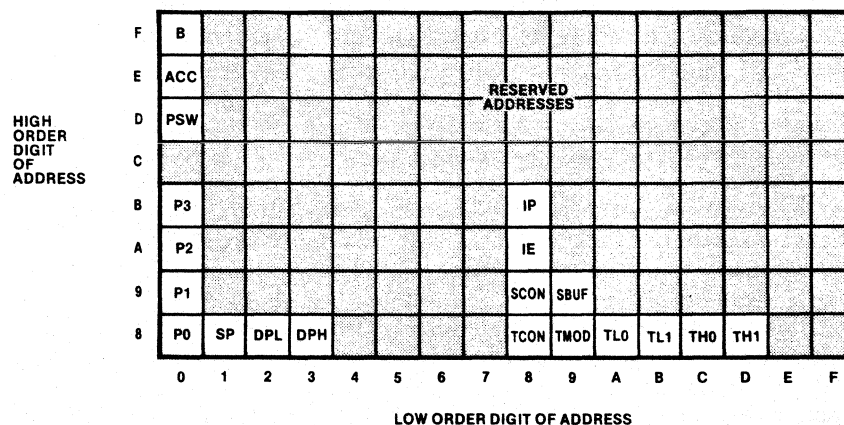 F B
E ACC
RESERVED
ADDRESSES
D PSW
HIGH
ORDER
DIGIT
OF
ADDRESS
C
B P3 IP
A P2 IE
9 P1 SCON SBUF
8 P0 SP DPL DPH TCON TMOD TL0 TL1 TH0 TH1
0 1 2 3 4 5 6 7 8 9 A B C D E F
LOW ORDER DIGIT OF ADDRESS